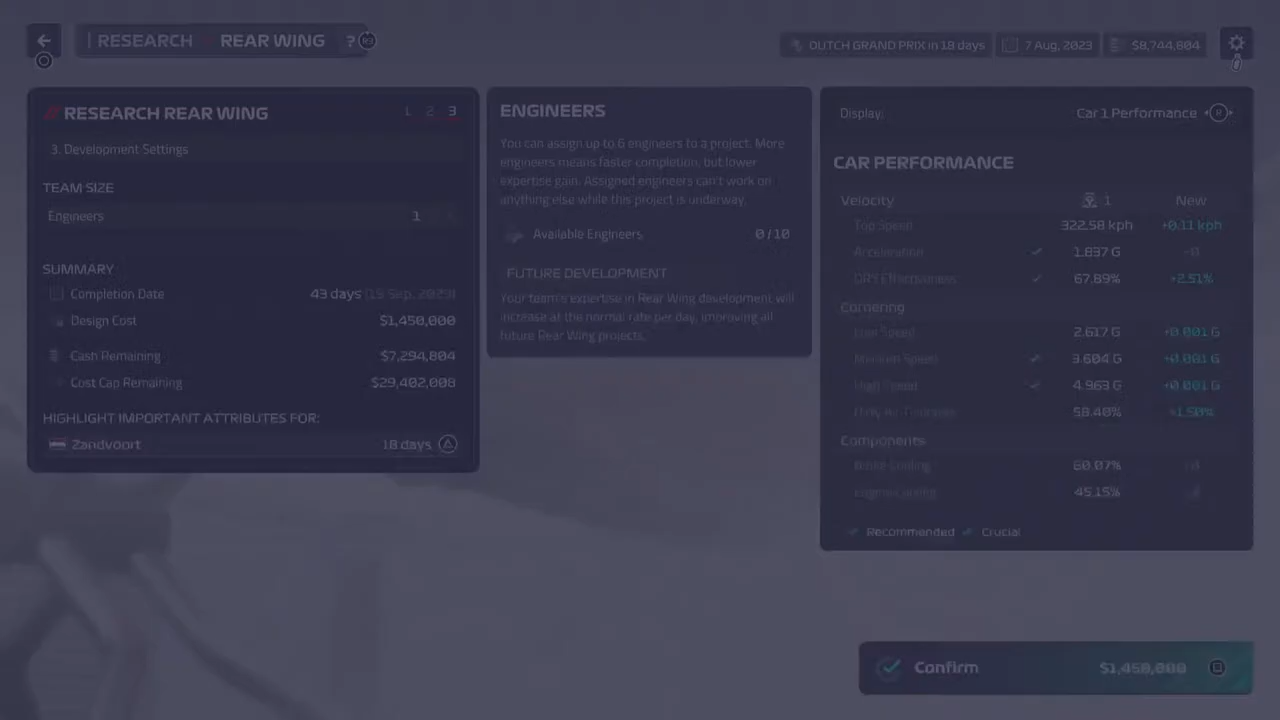 RESEARCH REAR WING ? R3
DUTCH GRAND PRIX in 18 days
7 Aug, 2023
$8,744,804
RESEARCH REAR WING 1 2 3
3. Development Settings
TEAM SIZE
Engineers 1
SUMMARY
Completion Date 43 days (19 Sep, 2023)
Design Cost $1,450,000
Cash Remaining $7,294,804
Cost Cap Remaining $29,402,008
HIGHLIGHT IMPORTANT ATTRIBUTES FOR:
Zandvoort 18 days
ENGINEERS
You can assign up to 6 engineers to a project. More
engineers means faster completion, but lower
expertise gain. Assigned engineers can't work on
anything else while this project is underway.
Available Engineers 0/10
FUTURE DEVELOPMENT
Your team's expertise in Rear Wing development will
increase at the normal rate per day, improving all
future Rear Wing projects.
Display: Car 1 Performance R
CAR PERFORMANCE
Velocity 1 New
Top Speed 322.58 kph +0.11 kph
Acceleration 1.837 G
DRS Effectiveness 67.89% +2.51%
Cornering
Low Speed 2.617 G +0.001 G
Medium Speed 3.604 G +0.001 G
High Speed 4.963 G +0.001 G
Dirty Air Tolerance 58.40% +1.50%
Components
Brake Cooling 60.07%
Engine Cooling 45.15%
Recommended Crucial
Confirm $1,450,000